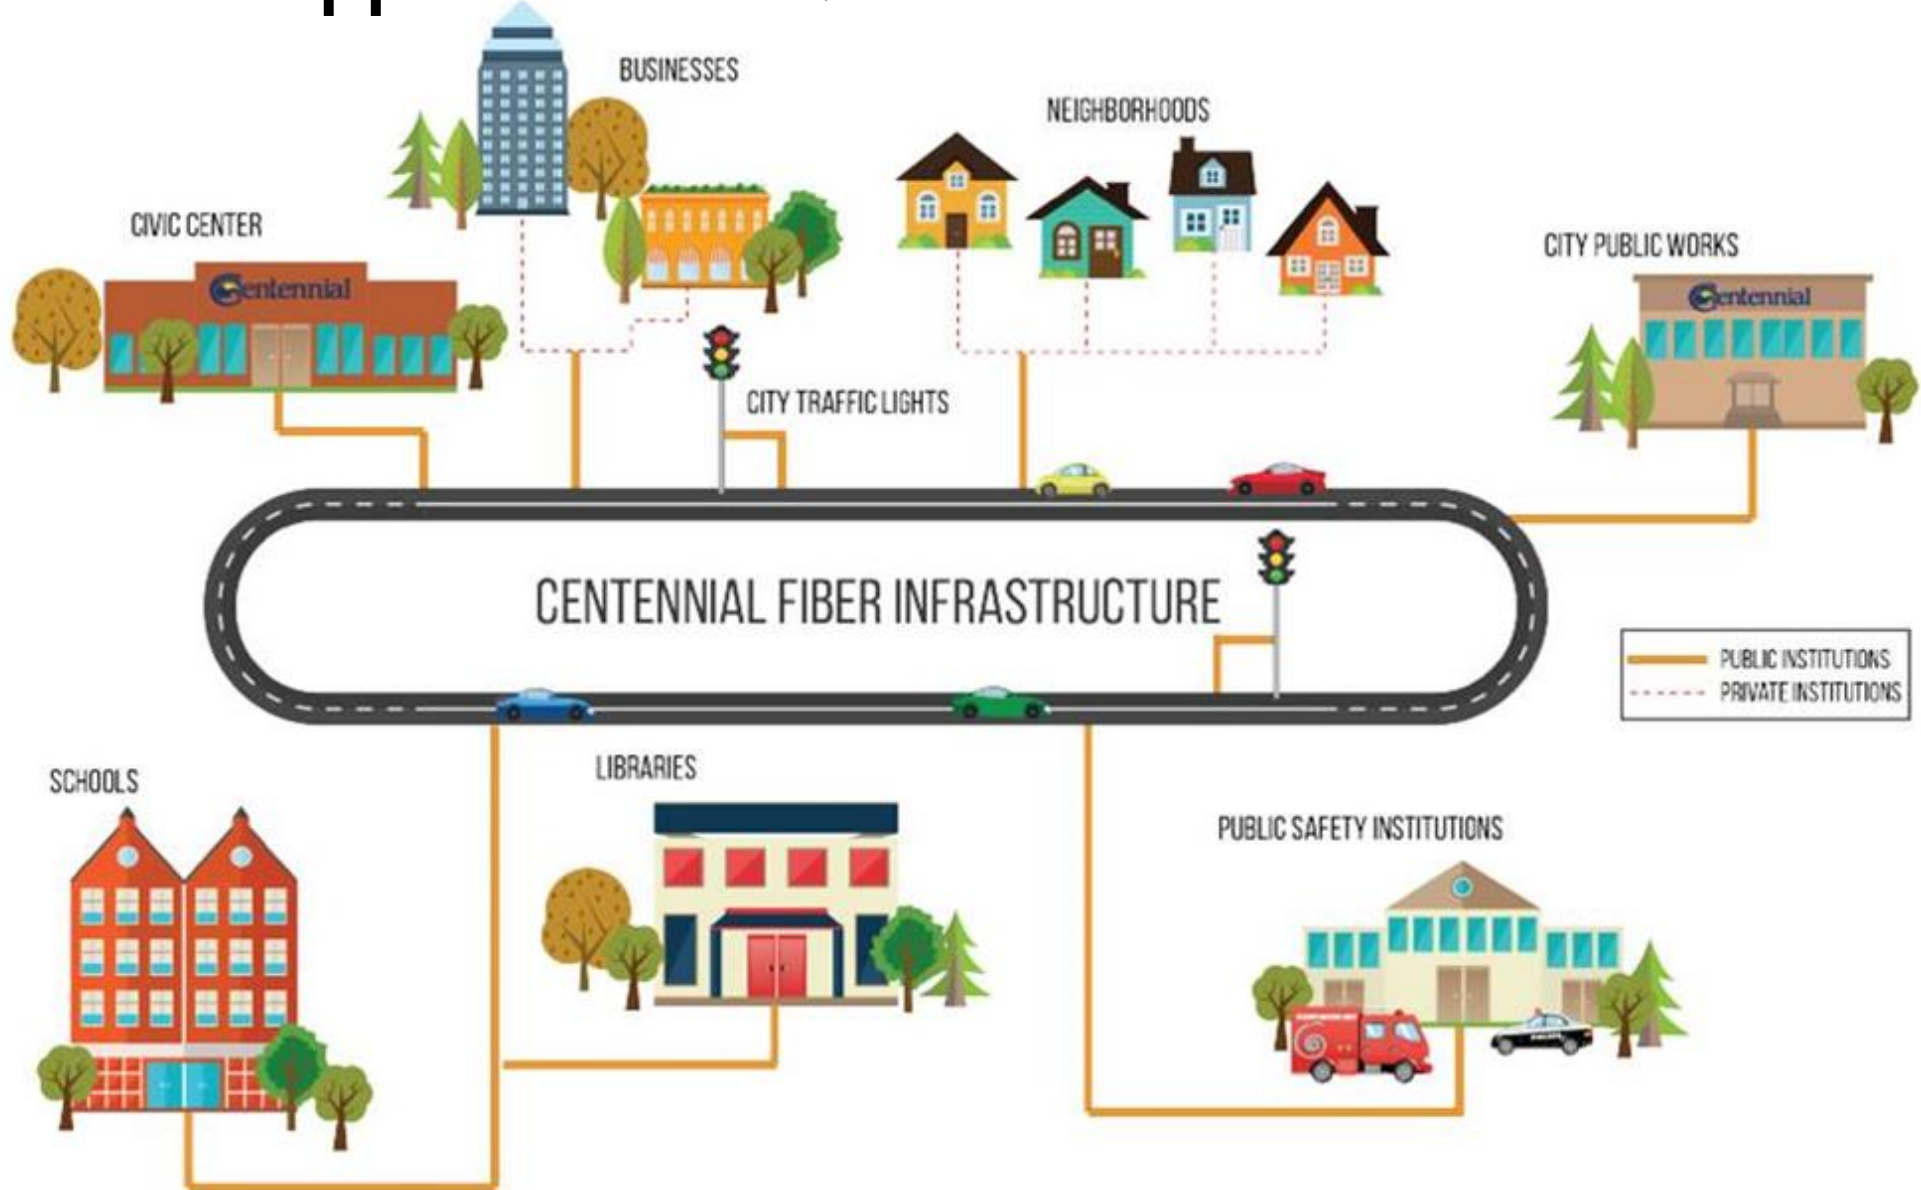 BUSINESSES
NEIGHBORHOODS
CIVIC CENTER
CITY PUBLIC WORKS
Centennial
Centennial
CITY TRAFFIC LIGHTS
CENTENNIAL FIBER INFRASTRUCTURE
PUBLIC INSTITUTIONS
PRIVATE INSTITUTIONS
SCHOOLS
LIBRARIES
PUBLIC SAFETY INSTITUTIONS